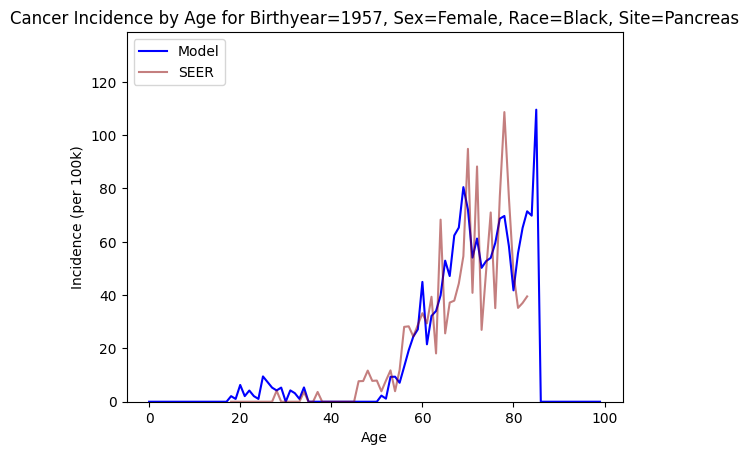 Cancer Incidence by Age for Birthyear=1957, Sex=Female, Race=Black, Site=Pancreas
Model
SEER
Incidence (per 100k)
120
100
80
60
40
20
0
0 20 40 60 80 100
Age